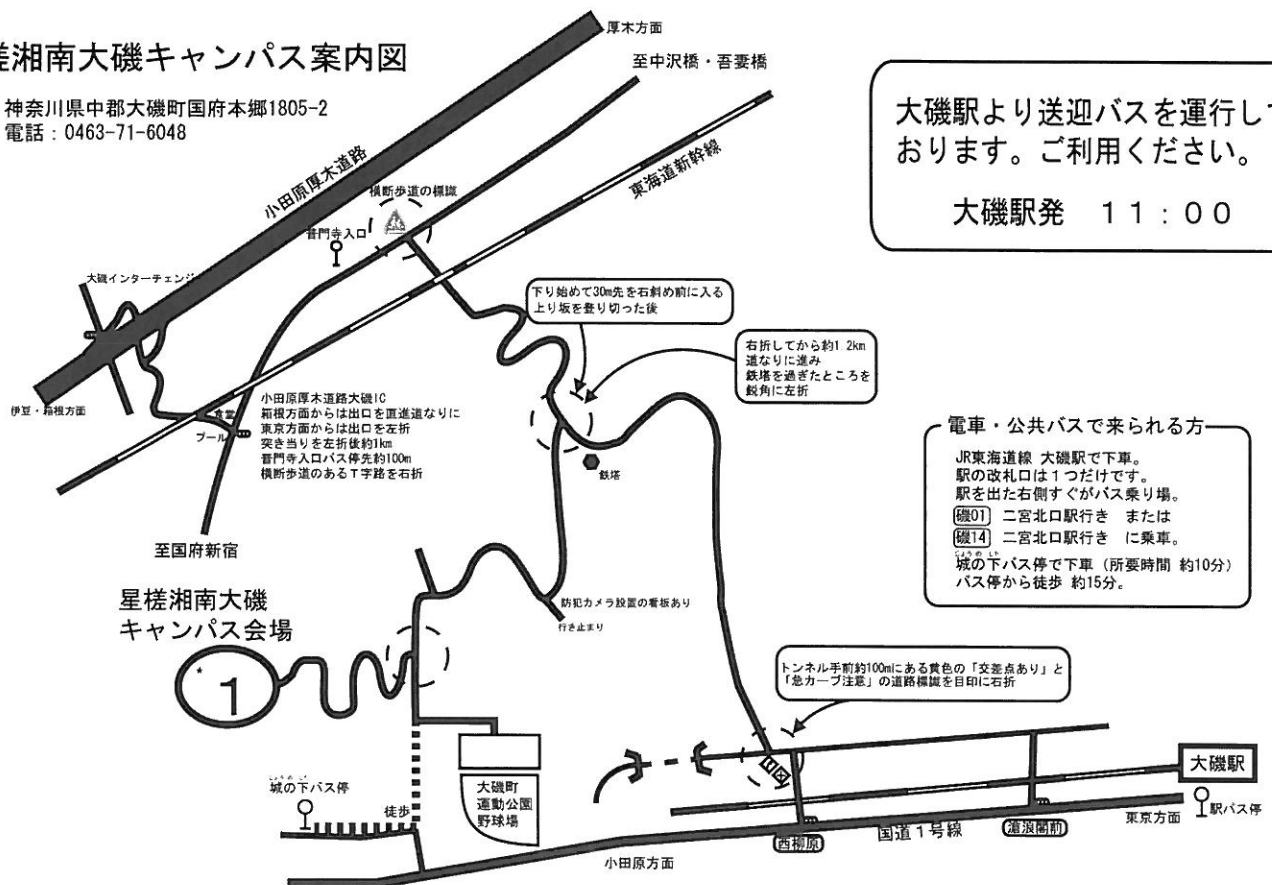 槎湘南大磯キャンパス案内図
神奈川県中郡大磯町国府本郷1805-2
電話：0463-71-6048
厚木方面
至中沢橋・吾妻橋
東海道新幹線
小田原厚木道路
横断歩道の標識
普門寺入口
大磯インターチェンジ
伊豆・箱根方面
食堂
プール
至国府新宿
大磯駅より送迎バスを運行して
おります。ご利用ください。
大磯駅発　１１：００
下り始めて30m先を右斜め前に入る
上り坂を登り切った後
右折してから約1.2km
道なりに進み
鉄塔を過ぎたところを
鋭角に左折
小田原厚木道路大磯IC
箱根方面からは出口を直進道なりに
東京方面からは出口を左折
突き当りを左折後約1km
普門寺入口バス停先約100m
横断歩道のあるT字路を右折
鉄塔
電車・公共バスで来られる方
JR東海道線 大磯駅で下車。
駅の改札口は１つだけです。
駅を出た右側すぐがバス乗り場。
磯01 二宮北口駅行き　または
磯14 二宮北口駅行き　に乗車。
じょうのした
城の下バス停で下車（所要時間 約10分）
バス停から徒歩 約15分。
星槎湘南大磯
キャンパス会場
1
防犯カメラ設置の看板あり
行き止まり
トンネル手前約100mにある黄色の「交差点あり」と
「急カーブ注意」の道路標識を目印に右折
大磯町
運動公園
野球場
じょうのした
城の下バス停
徒歩
小田原方面
西柳原
国道１号線
滄浪閣前
東京方面
大磯駅
駅バス停